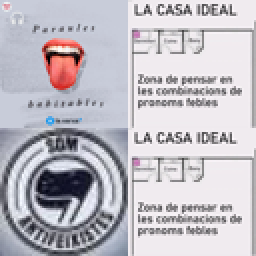 Paraules
habitables
LA CASA IDEAL
Zona de pensar en
les combinacions de
pronoms febles
SOM
ANTIFEIXISTES
LA CASA IDEAL
Zona de pensar en
les combinacions de
pronoms febles